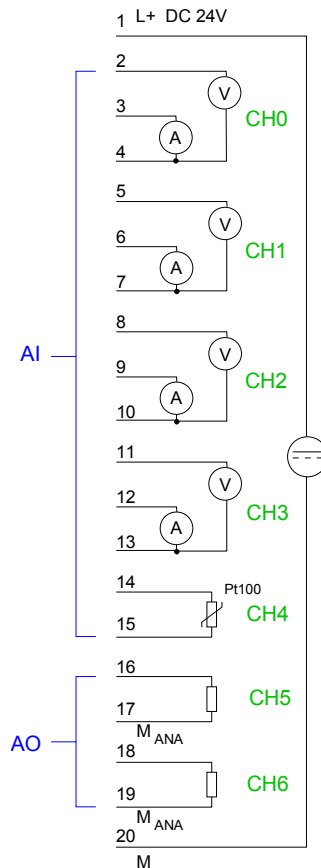 1 L+ DC 24V
2
V
3
CH0
A
4
5
V
6
CH1
A
7
8
V
AI
9
CH2
A
10
11
V
12
CH3
A
13
14
Pt100
CH4
15
16
CH5
17
M ANA
AO
18
CH6
19
M ANA
20
M